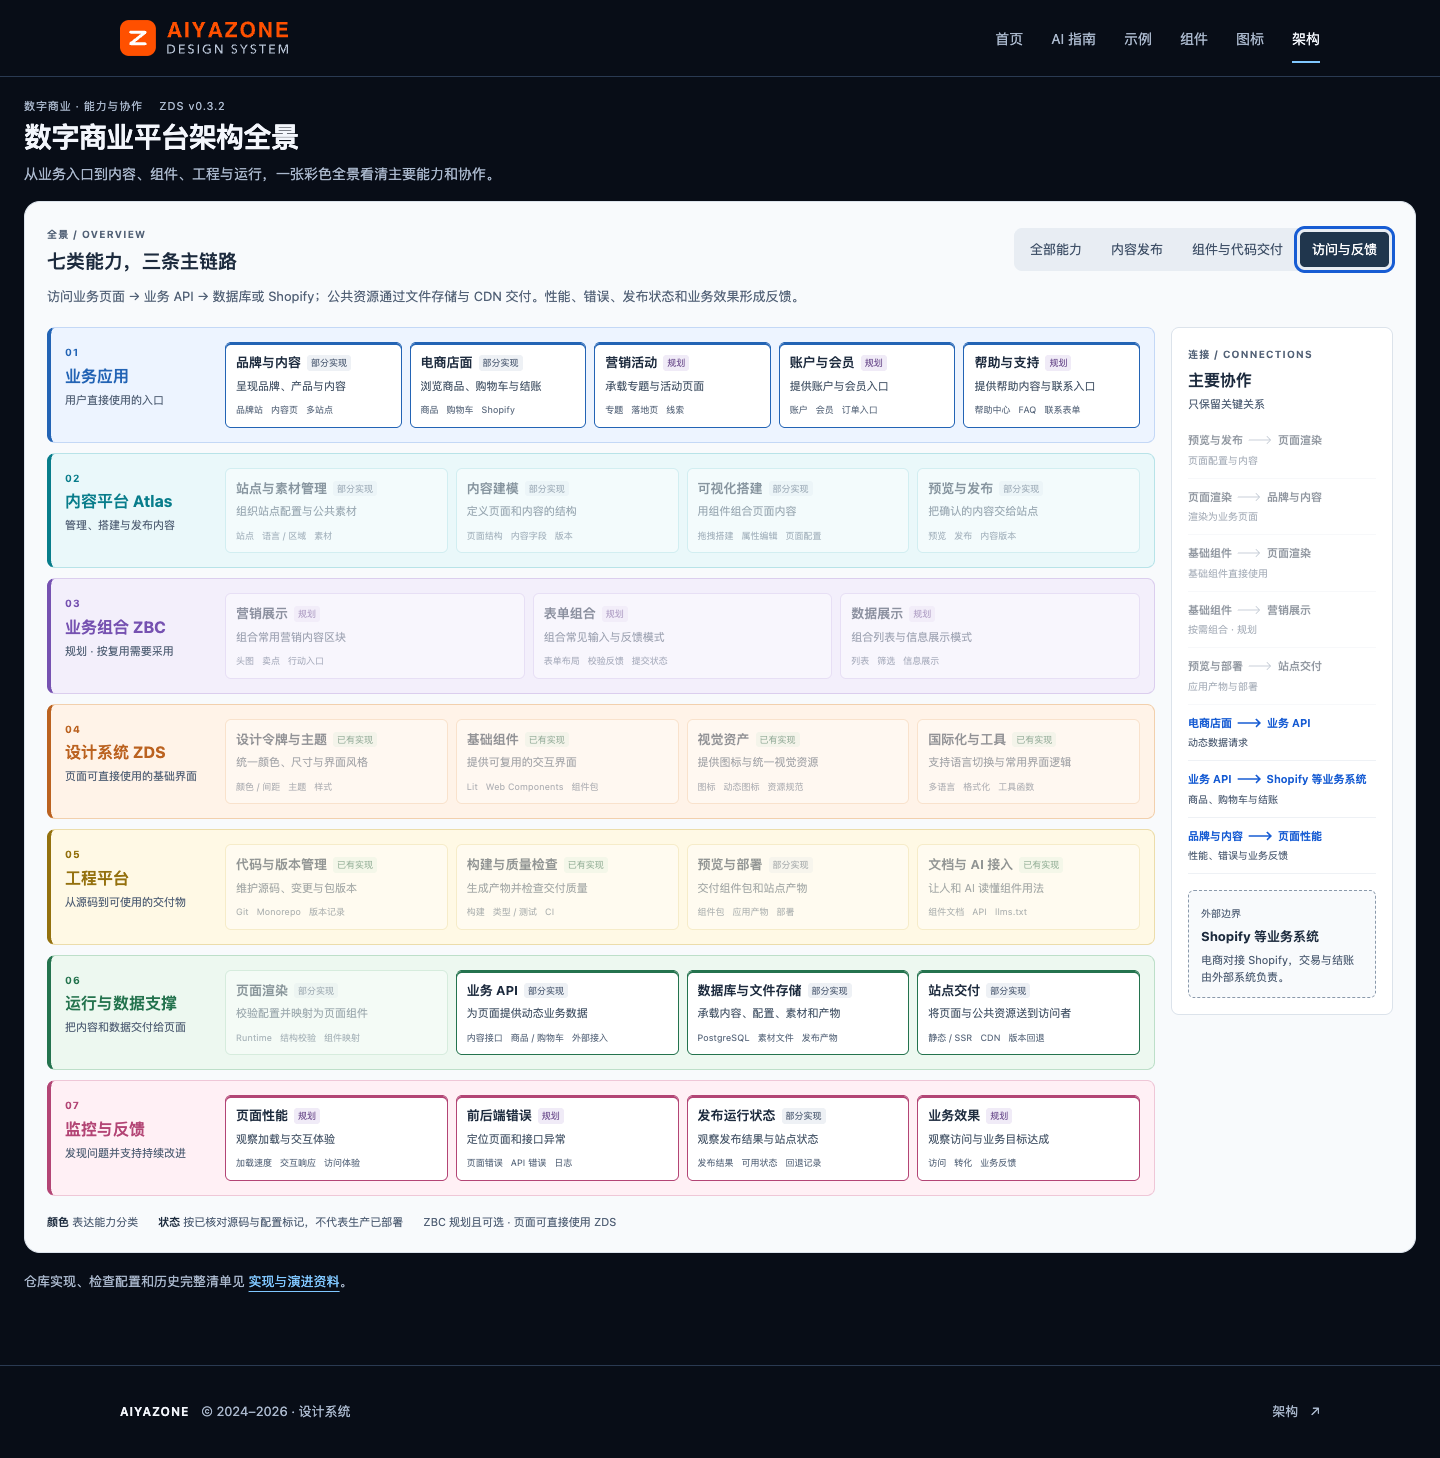 AIYAZONE
DESIGN SYSTEM
首页 AI 指南 示例 组件 图标 架构
数字商业 · 能力与协作 ZDS v0.3.2
数字商业平台架构全景
从业务入口到内容、组件、工程与运行，一张彩色全景看清主要能力和协作。
全景 / OVERVIEW
七类能力，三条主链路
全部能力 内容发布 组件与代码交付 访问与反馈
访问业务页面 → 业务 API → 数据库或 Shopify；公共资源通过文件存储与 CDN 交付。性能、错误、发布状态和业务效果形成反馈。
01
业务应用
用户直接使用的入口
品牌与内容 部分实现
呈现品牌、产品与内容
品牌站 内容页 多站点
电商店面 部分实现
浏览商品、购物车与结账
商品 购物车 Shopify
营销活动 规划
承载专题与活动页面
专题 落地页 线索
账户与会员 规划
提供账户与会员入口
账户 会员 订单入口
帮助与支持 规划
提供帮助内容与联系入口
帮助中心 FAQ 联系表单
02
内容平台 Atlas
管理、搭建与发布内容
站点与素材管理 部分实现
组织站点配置与公共素材
站点 语言 / 区域 素材
内容建模 部分实现
定义页面和内容的结构
页面结构 内容字段 版本
可视化搭建 部分实现
用组件组合页面内容
拖拽搭建 属性编辑 页面配置
预览与发布 部分实现
把确认的内容交给站点
预览 发布 内容版本
03
业务组合 ZBC
规划 · 按复用需要采用
营销展示 规划
组合常用营销内容区块
头图 卖点 行动入口
表单组合 规划
组合常见输入与反馈模式
表单布局 校验反馈 提交状态
数据展示 规划
组合列表与信息展示模式
列表 筛选 信息展示
04
设计系统 ZDS
页面可直接使用的基础界面
设计令牌与主题 已有实现
统一颜色、尺寸与界面风格
颜色 / 间距 主题 样式
基础组件 已有实现
提供可复用的交互界面
Lit Web Components 组件包
视觉资产 已有实现
提供图标与统一视觉资源
图标 动态图标 资源规范
国际化与工具 已有实现
支持语言切换与常用界面逻辑
多语言 格式化 工具函数
05
工程平台
从源码到可使用的交付物
代码与版本管理 已有实现
维护源码、变更与包版本
Git Monorepo 版本记录
构建与质量检查 已有实现
生成产物并检查交付质量
构建 类型 / 测试 CI
预览与部署 部分实现
交付组件包和站点产物
组件包 应用产物 部署
文档与 AI 接入 已有实现
让人和 AI 读懂组件用法
组件文档 API llms.txt
06
运行与数据支撑
把内容和数据交付给页面
页面渲染 部分实现
校验配置并映射为页面组件
Runtime 结构校验 组件映射
业务 API 部分实现
为页面提供动态业务数据
内容接口 商品 / 购物车 外部接入
数据库与文件存储 部分实现
承载内容、配置、素材和产物
PostgreSQL 素材文件 发布产物
站点交付 部分实现
将页面与公共资源送到访问者
静态 / SSR CDN 版本回退
07
监控与反馈
发现问题并支持持续改进
页面性能 规划
观察加载与交互体验
加载速度 交互响应 访问体验
前后端错误 规划
定位页面和接口异常
页面错误 API 错误 日志
发布运行状态 部分实现
观察发布结果与站点状态
发布结果 可用状态 回退记录
业务效果 规划
观察访问与业务目标达成
访问 转化 业务反馈
连接 / CONNECTIONS
主要协作
只保留关键关系
预览与发布 → 页面渲染
页面配置与内容
页面渲染 → 品牌与内容
渲染为业务页面
基础组件 → 页面渲染
基础组件直接使用
基础组件 → 营销展示
按需组合 · 规划
预览与部署 → 站点交付
应用产物与部署
电商店面 → 业务 API
动态数据请求
业务 API → Shopify 等业务系统
商品、购物车与结账
品牌与内容 → 页面性能
性能、错误与业务反馈
外部边界
Shopify 等业务系统
电商对接 Shopify，交易与结账
由外部系统负责。
颜色 表达能力分类 状态 按已核对源码与配置标记，不代表生产已部署 ZBC 规划且可选 · 页面可直接使用 ZDS
仓库实现、检查配置和历史完整清单见 实现与演进资料。
AIYAZONE © 2024–2026 · 设计系统
架构 ↗